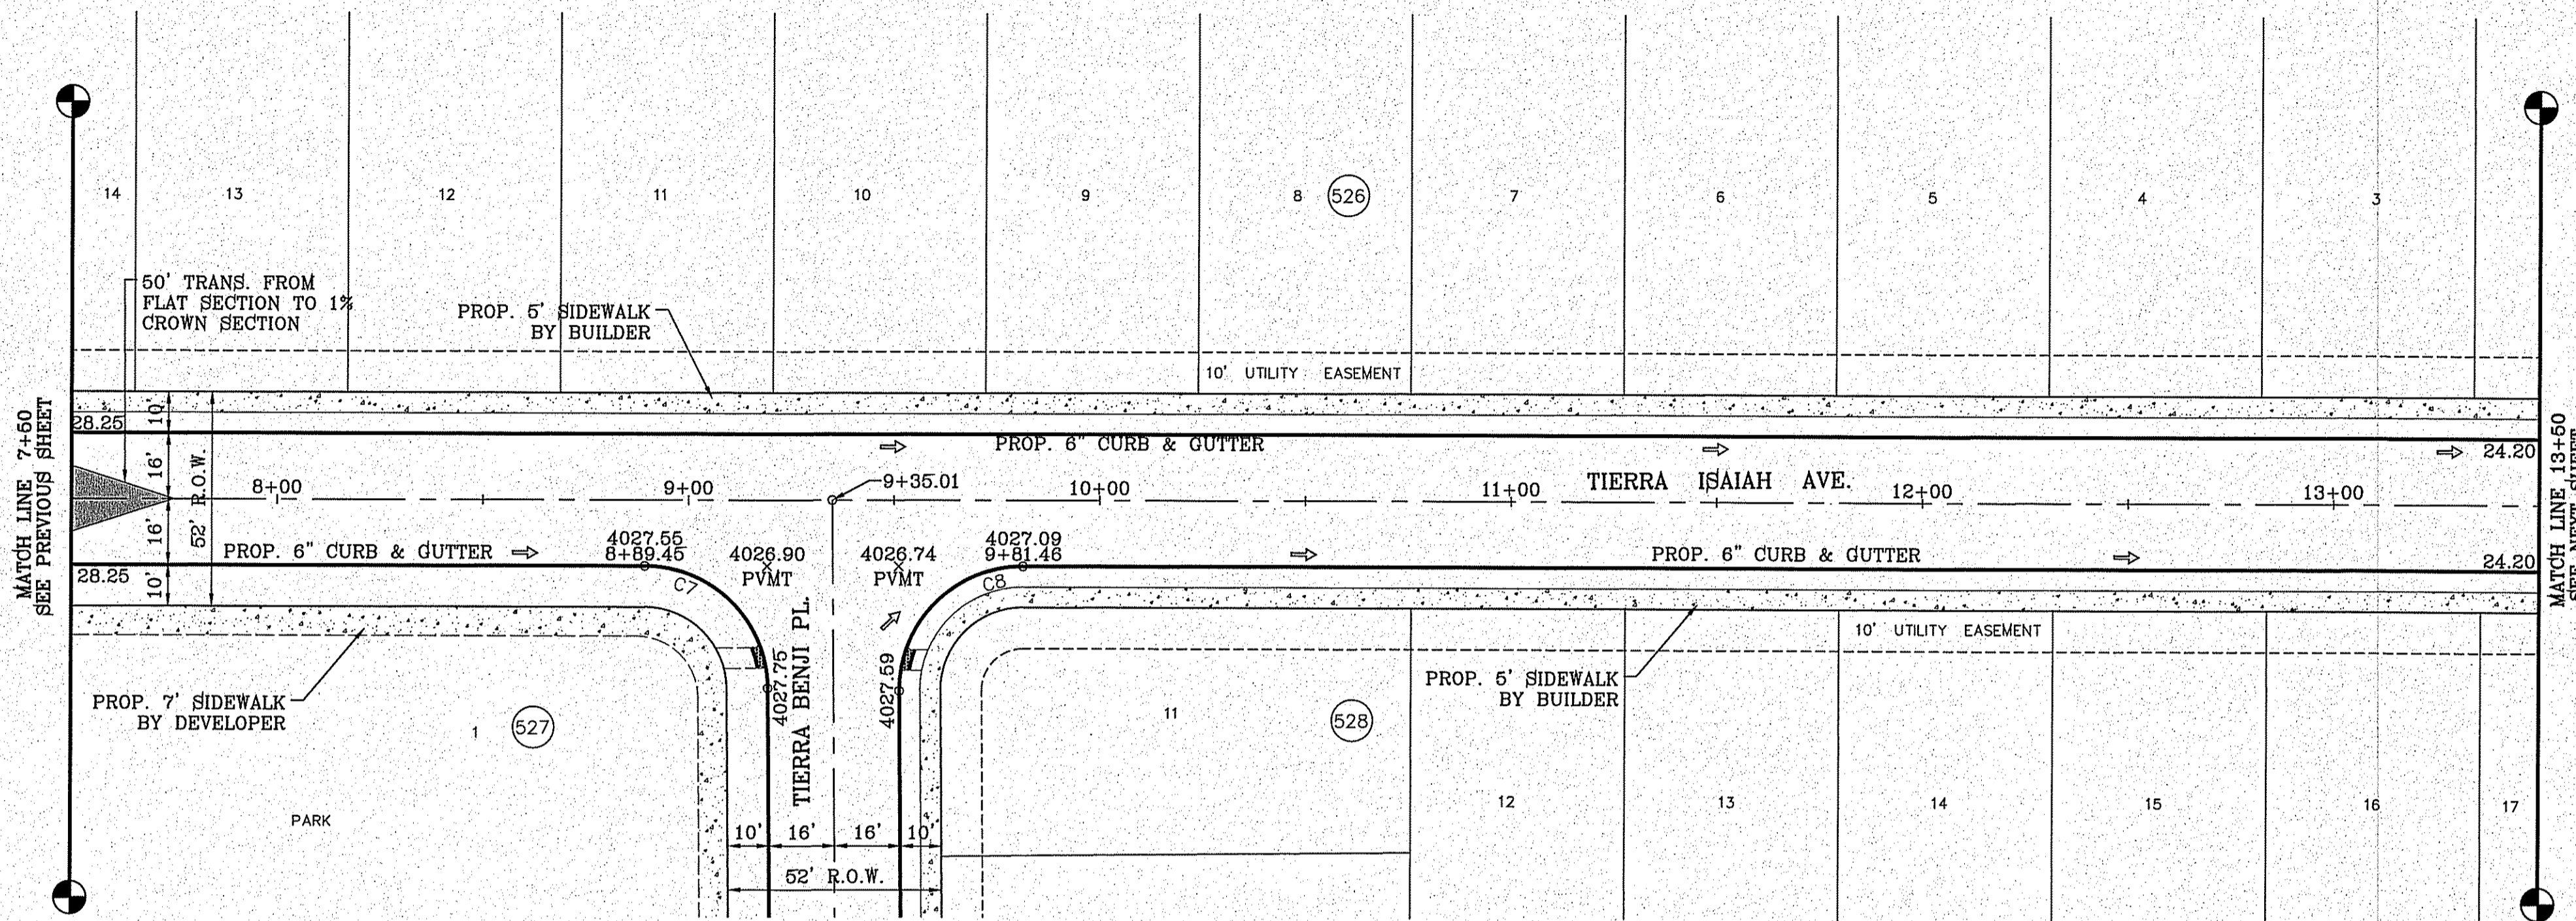 14
13
12
11
10
9
8
526
7
6
5
4
3
50' TRANS. FROM
FLAT SECTION TO 1%
CROWN SECTION
PROP. 5' SIDEWALK
BY BUILDER
10' UTILITY EASEMENT
MATCH LINE 7+50
SEE PREVIOUS SHEET
28.25
10'
16'
16'
10'
52' R.O.W.
PROP. 6" CURB & GUTTER
24.20
8+00
9+00
9+35.01
10+00
11+00
TIERRA ISAIAH AVE.
12+00
13+00
MATCH LINE 13+50
SEE NEXT SHEET
PROP. 6" CURB & GUTTER
28.25
4027.55
8+89.45
C7
4026.90
PVMT
4026.74
PVMT
4027.09
9+81.46
C8
PROP. 6" CURB & GUTTER
24.20
10' UTILITY EASEMENT
PROP. 7' SIDEWALK
BY DEVELOPER
1
527
PARK
4027.75
TIERRA BENJI PL.
4027.59
PROP. 5' SIDEWALK
BY BUILDER
11
528
12
13
14
15
16
17
10'
16'
16'
10'
52' R.O.W.